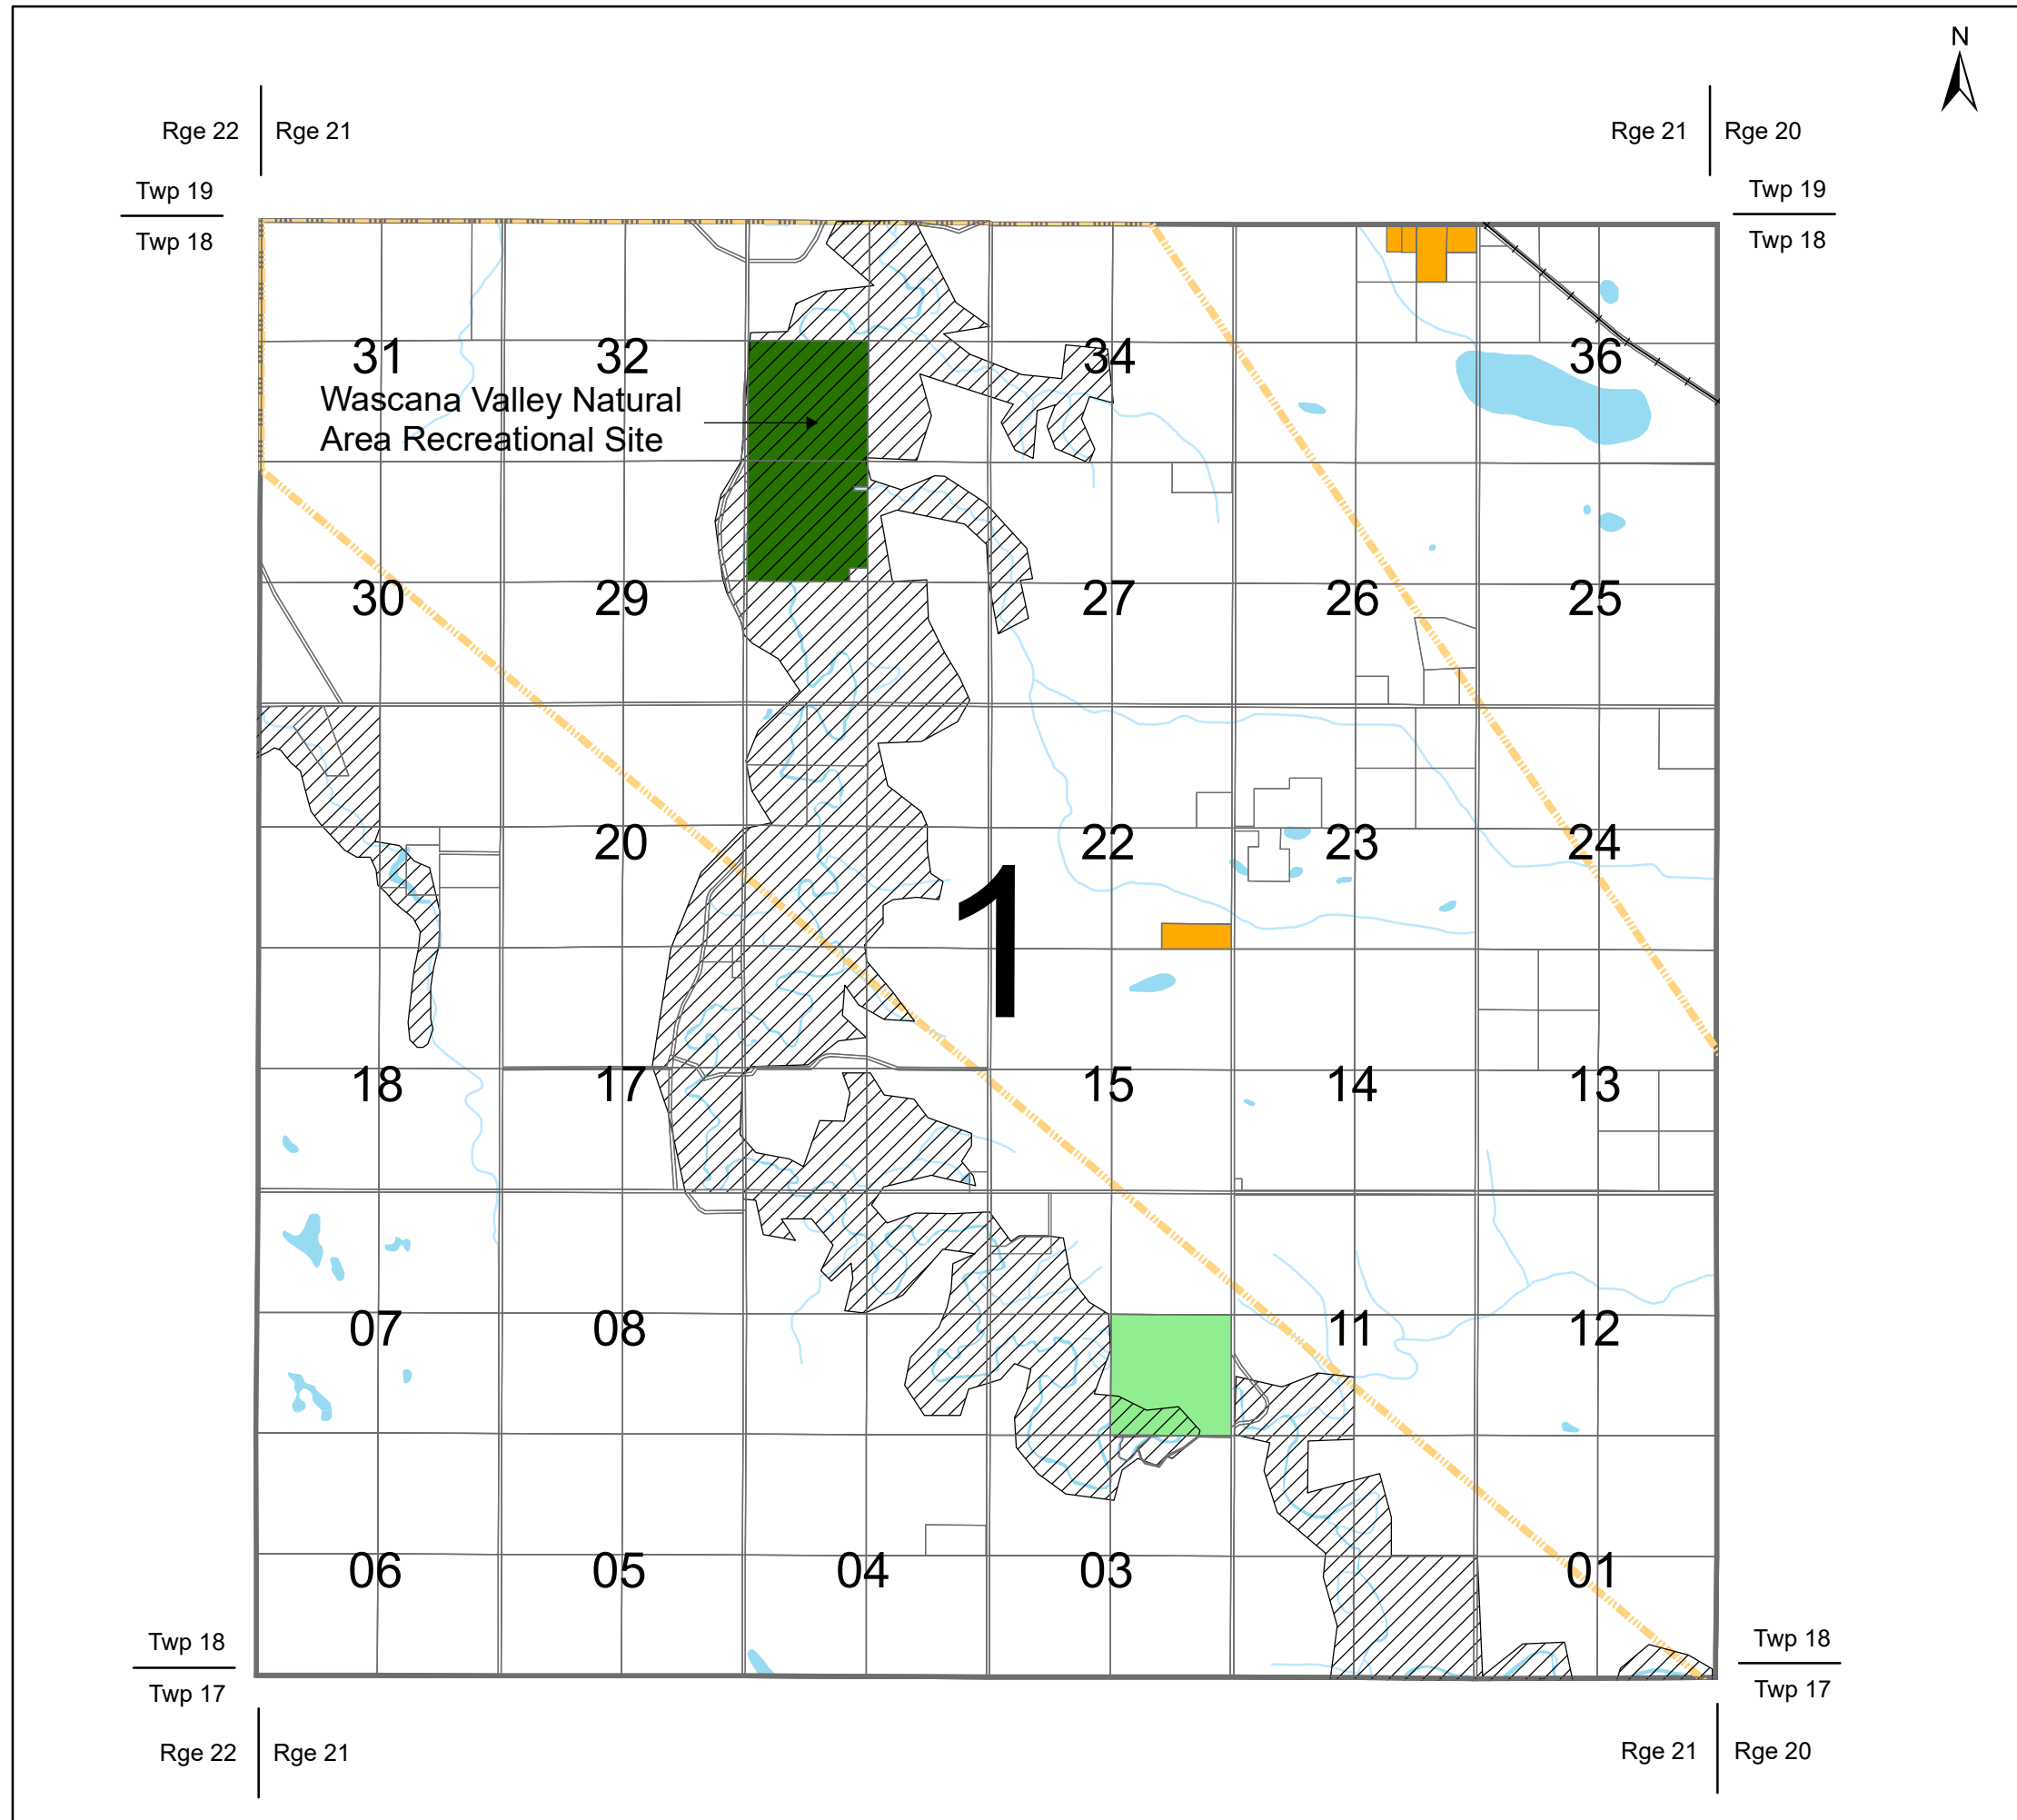 N
Rge 22
Rge 21
Rge 21
Rge 20
Twp 19
Twp 19
Twp 18
Twp 18
31
32
34
36
Wascana Valley Natural
Area Recreational Site
30
29
27
26
25
20
22
23
24
1
18
17
15
14
13
07
08
11
12
06
05
04
03
01
Twp 18
Twp 18
Twp 17
Twp 17
Rge 22
Rge 21
Rge 21
Rge 20